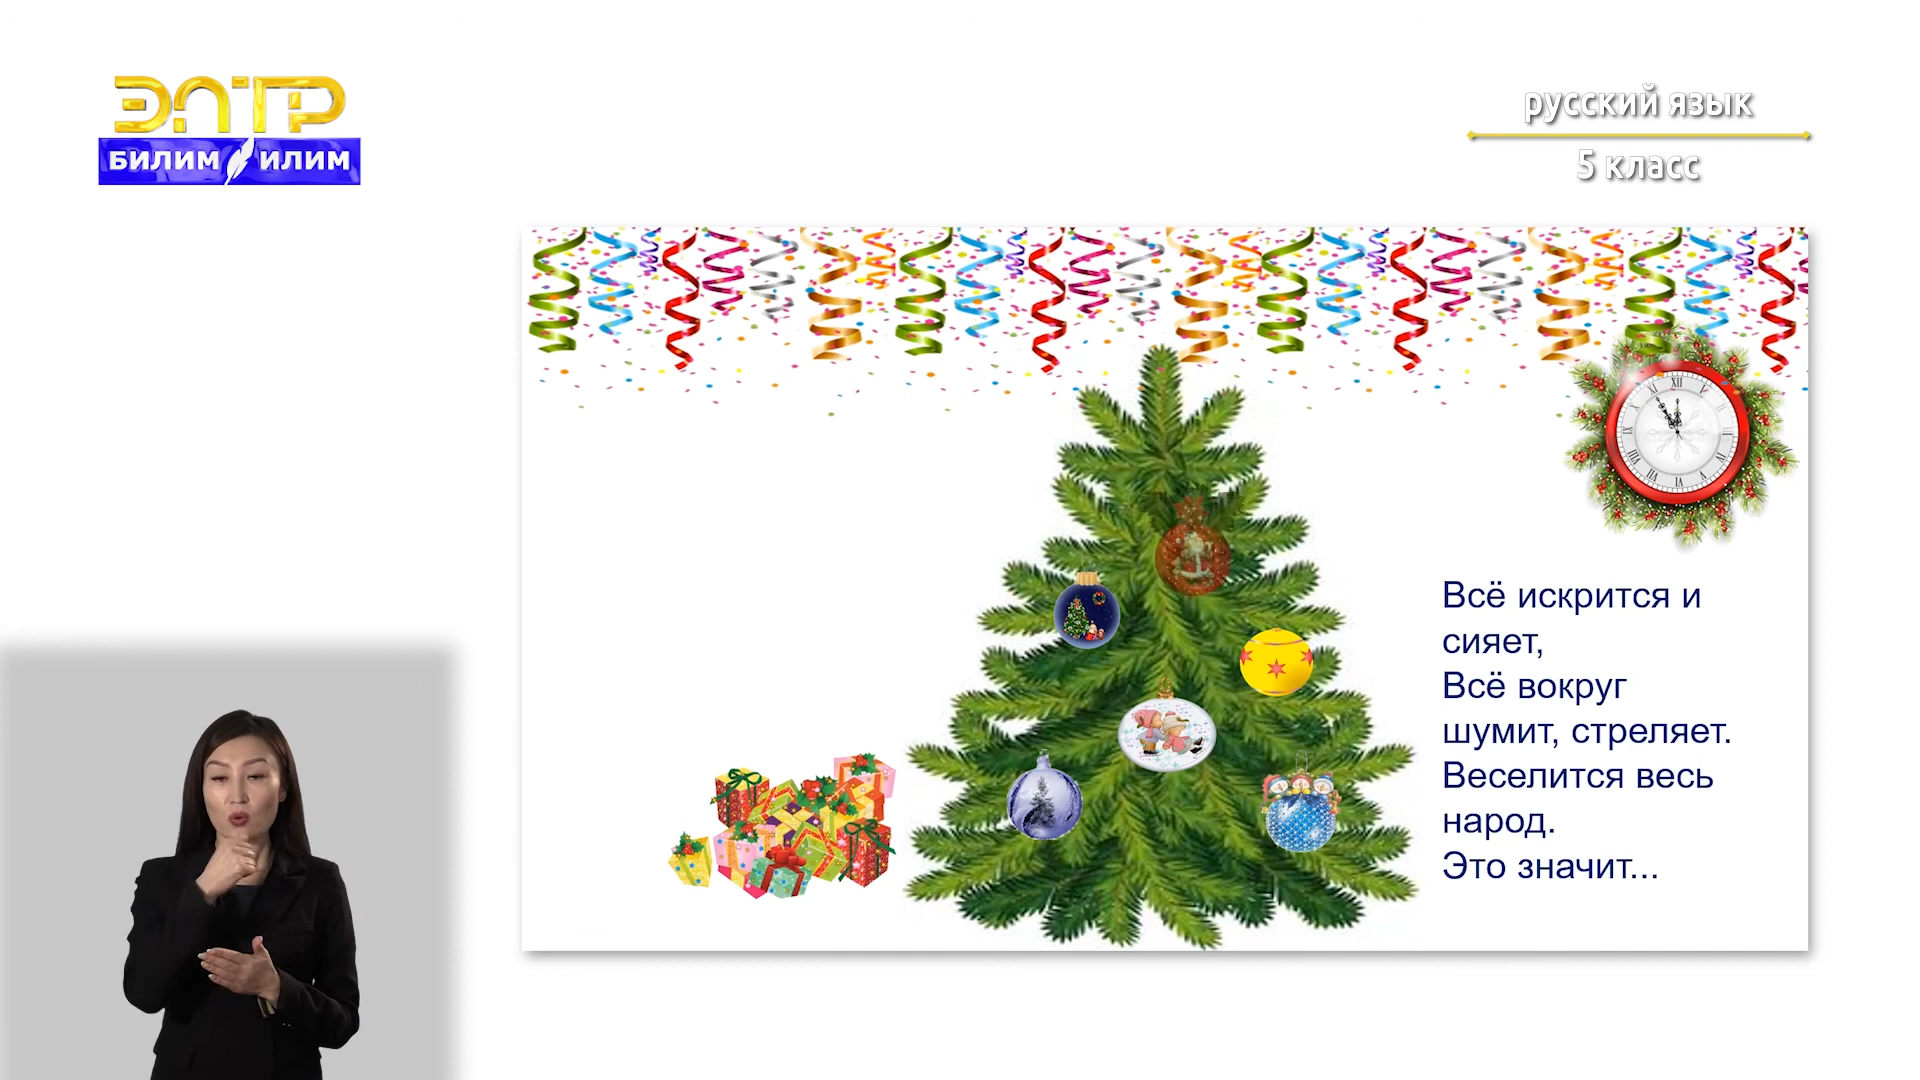 ЭЛТР
БИЛИМ ИЛИМ
русский язык
5 класс
Всё искрится и
сияет,
Всё вокруг
шумит, стреляет.
Веселится весь
народ.
Это значит...